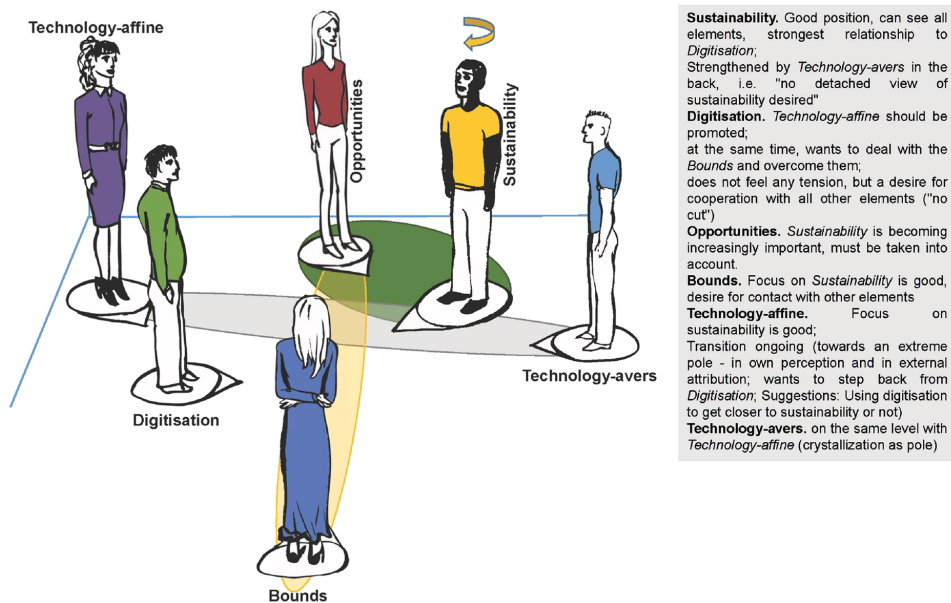 Technology-affine
Opportunities
Sustainability
Technology-avers
Digitisation
Bounds
Sustainability. Good position, can see all
elements, strongest relationship to
Digitisation;
Strengthened by Technology-avers in the
back, i.e. "no detached view of
sustainability desired"
Digitisation. Technology-affine should be
promoted;
at the same time, wants to deal with the
Bounds and overcome them;
does not feel any tension, but a desire for
cooperation with all other elements ("no
cut")
Opportunities. Sustainability is becoming
increasingly important, must be taken into
account.
Bounds. Focus on Sustainability is good,
desire for contact with other elements
Technology-affine. Focus on
sustainability is good;
Transition ongoing (towards an extreme
pole - in own perception and in external
attribution; wants to step back from
Digitisation; Suggestions: Using digitisation
to get closer to sustainability or not)
Technology-avers. on the same level with
Technology-affine (crystallization as pole)